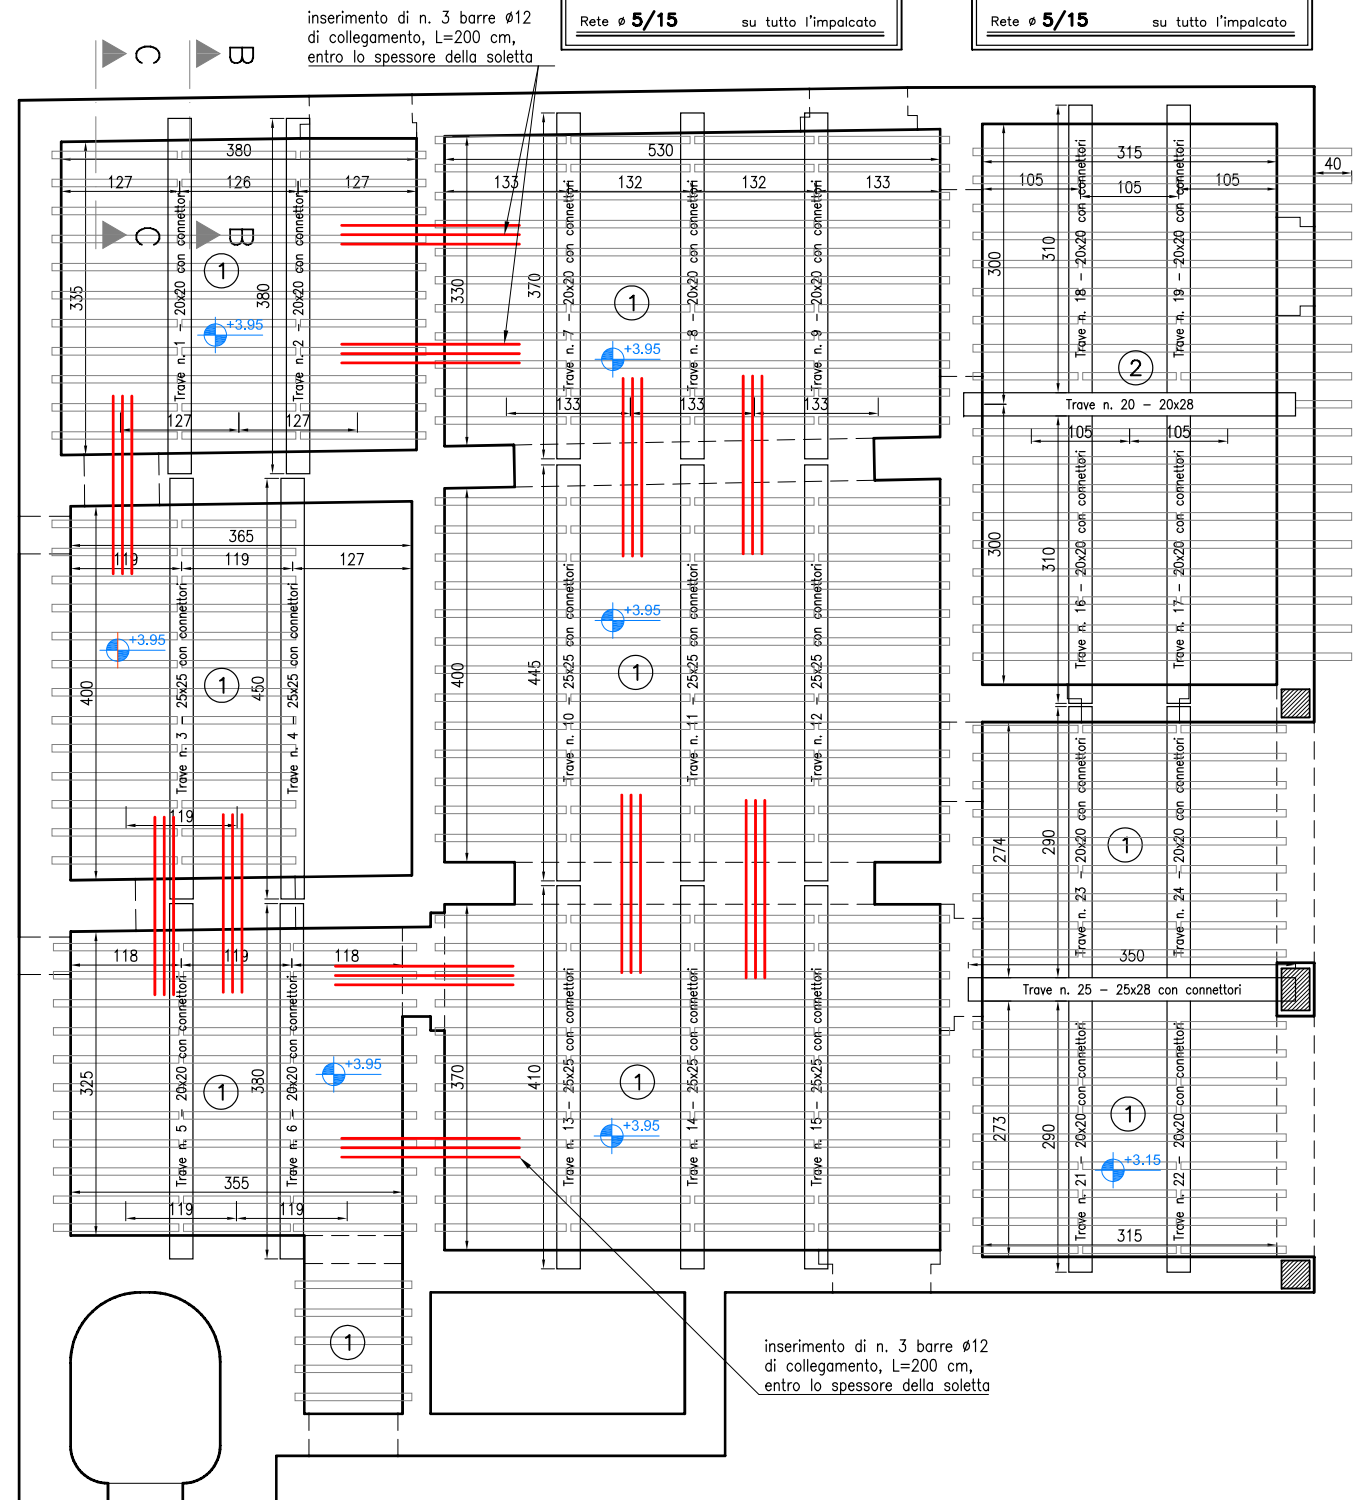 inserimento di n. 3 barre ø12
di collegamento, L=200 cm,
entro lo spessore della soletta
Rete ø 5/15 su tutto l'impalcato
Rete ø 5/15 su tutto l'impalcato
C B
C B
380
127 126 127
335
380
Trave n. 1 - 20x20 con connettori
Trave n. 2 - 20x20 con connettori
1
+3.95
127 127
530
133 132 132 133
330
370
Trave n. 7 - 20x20 con connettori
Trave n. 8 - 20x20 con connettori
Trave n. 9 - 20x20 con connettori
1
+3.95
133 133 133
315
40
105 105 105
300
310
Trave n. 18 - 20x20 con connettori
Trave n. 19 - 20x20 con connettori
2
Trave n. 20 - 20x28
105 105
300
310
Trave n. 16 - 20x20 con connettori
Trave n. 17 - 20x20 con connettori
365
119 119 127
400
450
Trave n. 3 - 25x25 con connettori
Trave n. 4 - 25x25 con connettori
+3.95
1
119
400
445
Trave n. 10 - 25x25 con connettori
Trave n. 11 - 25x25 con connettori
Trave n. 12 - 25x25 con connettori
+3.95
1
274
290
Trave n. 23 - 20x20 con connettori
Trave n. 24 - 20x20 con connettori
1
350
Trave n. 25 - 25x28 con connettori
118 119 118
325
380
Trave n. 5 - 20x20 con connettori
Trave n. 6 - 20x20 con connettori
+3.95
1
355
119 119
370
410
Trave n. 13 - 25x25 con connettori
Trave n. 14 - 25x25 con connettori
Trave n. 15 - 25x25 con connettori
1
+3.95
273
290
Trave n. 21 - 20x20 con connettori
Trave n. 22 - 20x20 con connettori
1
+3.15
315
1
inserimento di n. 3 barre ø12
di collegamento, L=200 cm,
entro lo spessore della soletta